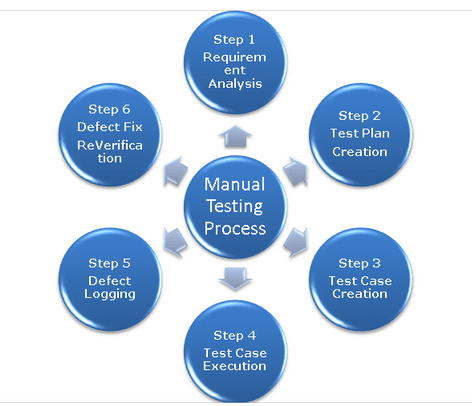 Step 1
Requirem
ent
Analysis
Step 2
Test Plan
Creation
Step 3
Test Case
Creation
Step 4
Test Case
Execution
Step 5
Defect
Logging
Step 6
Defect Fix
ReVerifica
tion
Manual
Testing
Process